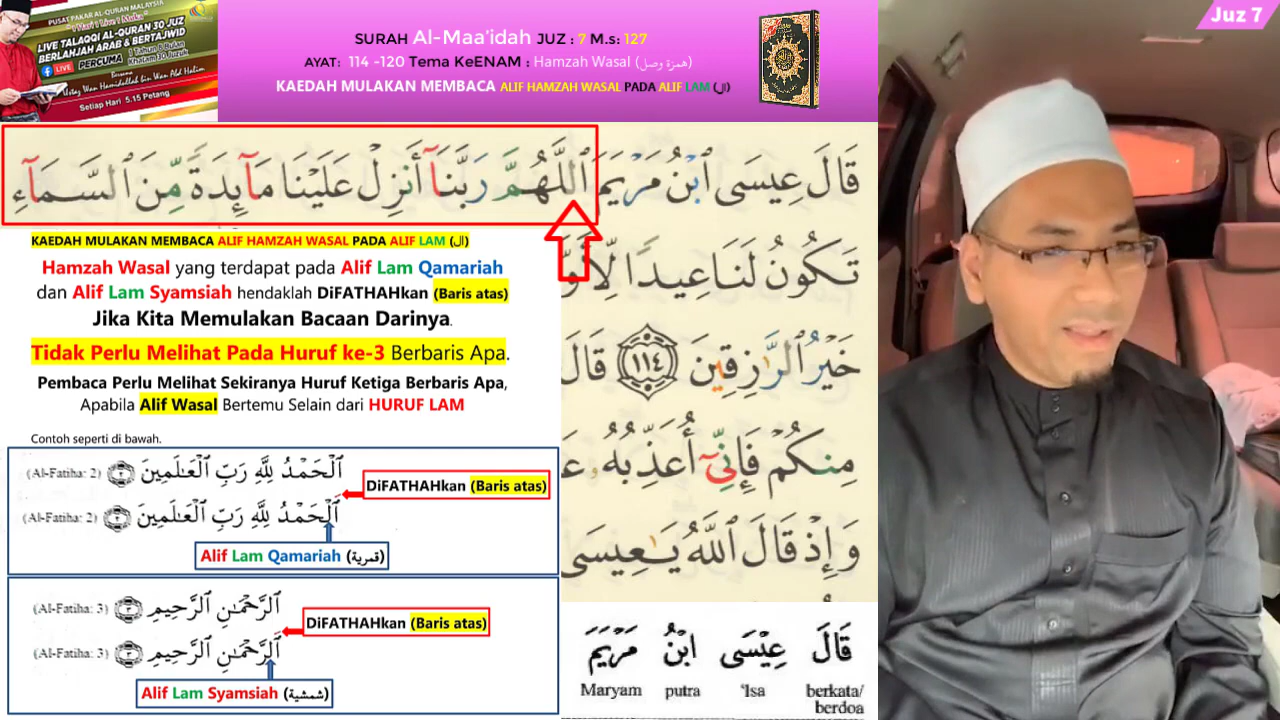 PUSAT PAKAR AL-QURAN MALAYSIA
LIVE TALAQQI AL-QURAN 30 JUZ
BERLANJAH ARAB & BERTAJWID
LIVE PERCUMA
Setiap Hari 5.15 Petang
SURAH Al-Maa'idah JUZ : 7 M.s: 127
AYAT: 114 -120 Tema KeENAM : Hamzah Wasal (همزة وصل)
KAEDAH MULAKAN MEMBACA ALIF HAMZAH WASAL PADA ALIF LAM (ال)
Juz 7
قَالَ عِيسَى ٱبْنُ مَرْيَمَ ٱللَّهُمَّ رَبَّنَآ أَنزِلْ عَلَيْنَا مَآئِدَةً مِّنَ ٱلسَّمَآءِ
تَكُونُ لَنَا عِيدًا لِّأَوَّ
خَيْرُ ٱلرَّٰزِقِينَ ١١٤ قَالَ
مِنكُمْ فَإِنِّىٓ أُعَذِّبُهُۥ عَ
وَإِذْ قَالَ ٱللَّهُ يَـٰعِيسَى
KAEDAH MULAKAN MEMBACA ALIF HAMZAH WASAL PADA ALIF LAM (ال)
Hamzah Wasal yang terdapat pada Alif Lam Qamariah
dan Alif Lam Syamsiah hendaklah DiFATHAHkan (Baris atas)
Jika Kita Memulakan Bacaan Darinya.
Tidak Perlu Melihat Pada Huruf ke-3 Berbaris Apa.
Pembaca Perlu Melihat Sekiranya Huruf Ketiga Berbaris Apa,
Apabila Alif Wasal Bertemu Selain dari HURUF LAM
Contoh seperti di bawah.
ٱلْحَمْدُ لِلَّهِ رَبِّ ٱلْعَـٰلَمِينَ ٢ (Al-Fatiha: 2)
DiFATHAHkan (Baris atas)
اَلْحَمْدُ لِلَّهِ رَبِّ ٱلْعَـٰلَمِينَ ٢ (Al-Fatiha: 2)
Alif Lam Qamariah (قمرية)
ٱلرَّحْمَـٰنِ ٱلرَّحِيمِ ٣ (Al-Fatiha: 3)
DiFATHAHkan (Baris atas)
اَلرَّحْمَـٰنِ ٱلرَّحِيمِ ٣ (Al-Fatiha: 3)
Alif Lam Syamsiah (شمشية)
قَالَ عِيْسَى ابْنُ مَرْيَمَ
Maryam putra 'Isa berkata/
berdoa